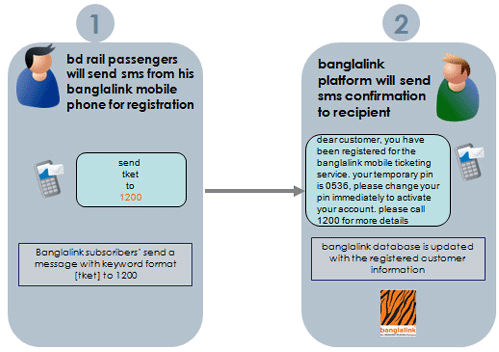 1
bd rail passengers
will send sms from his
banglalink mobile
phone for registration
send
tket
to
1200
Banglalink subscribers' send a
message with keyword format
[tket] to 1200
2
banglalink
platform will send
sms confirmation
to recipient
dear customer, you have
been registered for the
banglalink mobile ticketing
service. your temporary pin
is 0536, please change your
pin immediately to activate
your account. please call
1200 for more details
banglalink database is updated
with the registered customer
information
banglalink